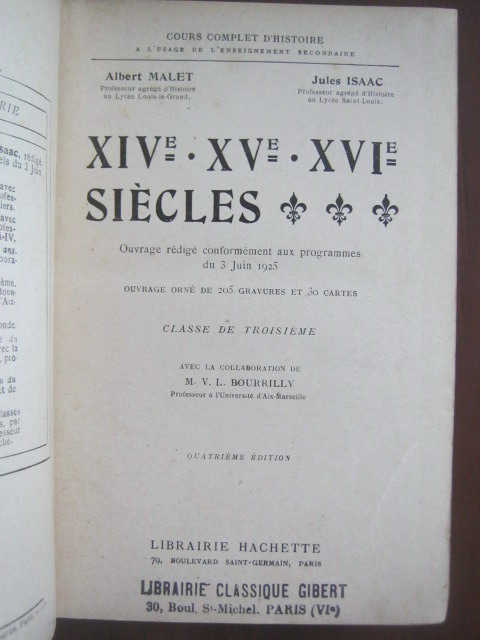 COURS COMPLET D'HISTOIRE
A L'USAGE DE L'ENSEIGNEMENT SECONDAIRE
Albert MALET
Professeur agrégé d'Histoire
au Lycée Louis-le-Grand.
Jules ISAAC
Professeur agrégé d'Histoire
au Lycée Saint-Louis.
XIVE · XVE · XVIE
SIÈCLES
Ouvrage rédigé conformément aux programmes
du 3 Juin 1925
OUVRAGE ORNÉ DE 205 GRAVURES ET 30 CARTES
CLASSE DE TROISIÈME
AVEC LA COLLABORATION DE
M. V. L. BOURRILLY
Professeur à l'Université d'Aix-Marseille
QUATRIÈME ÉDITION
LIBRAIRIE HACHETTE
79, BOULEVARD SAINT-GERMAIN, PARIS
LIBRAIRIE CLASSIQUE GIBERT
30, Boul. St-Michel. PARIS (VIe)